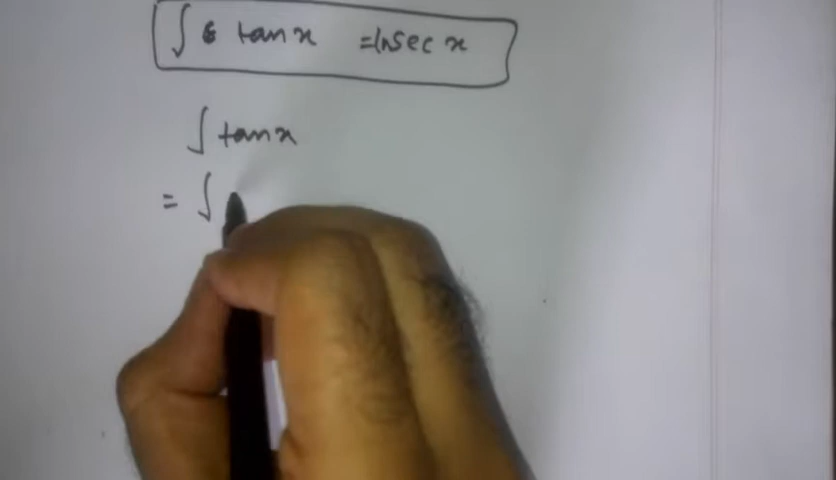 ∫ tan x = ln sec x
∫ tan x
= ∫